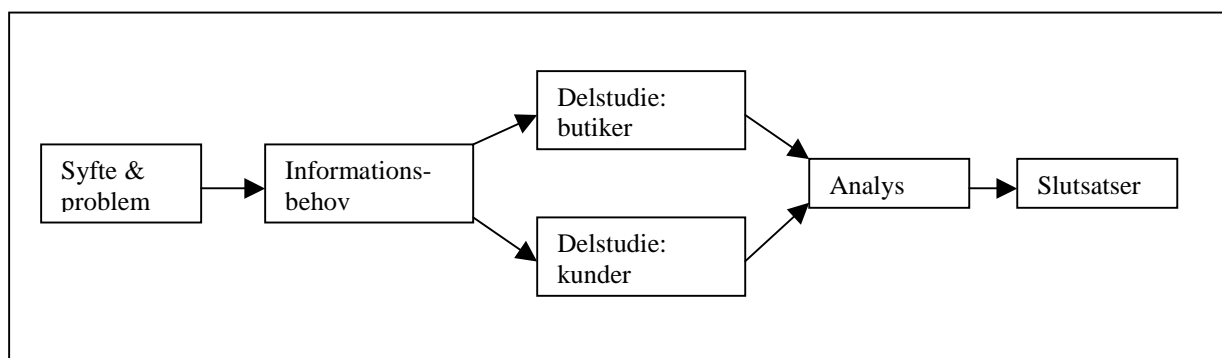 Syfte &
problem
Informations-
behov
Delstudie:
butiker
Delstudie:
kunder
Analys
Slutsatser